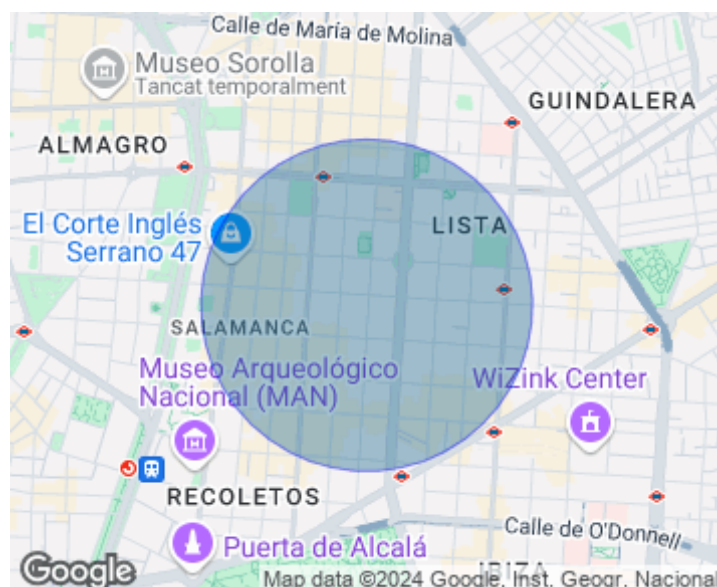 Calle de María de Molina
Museo Sorolla
Tancat temporalment
GUINDALERA
ALMAGRO
El Corte Inglés
Serrano 47
LISTA
SALAMANCA
Museo Arqueológico
Nacional (MAN)
WiZink Center
RECOLETOS
Calle de O'Donnell
Puerta de Alcalá
IBIZA
Google
Map data ©2024 Google, Inst. Geogr. Nacional